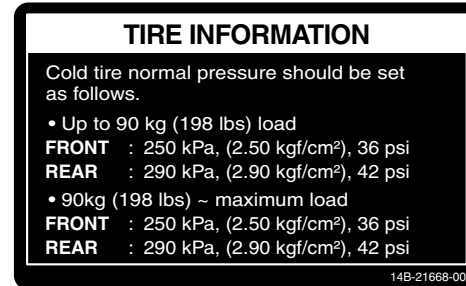 TIRE INFORMATION
Cold tire normal pressure should be set
as follows.
• Up to 90 kg (198 lbs) load
FRONT : 250 kPa, (2.50 kgf/cm²), 36 psi
REAR : 290 kPa, (2.90 kgf/cm²), 42 psi
• 90kg (198 lbs) ~ maximum load
FRONT : 250 kPa, (2.50 kgf/cm²), 36 psi
REAR : 290 kPa, (2.90 kgf/cm²), 42 psi
14B-21668-00